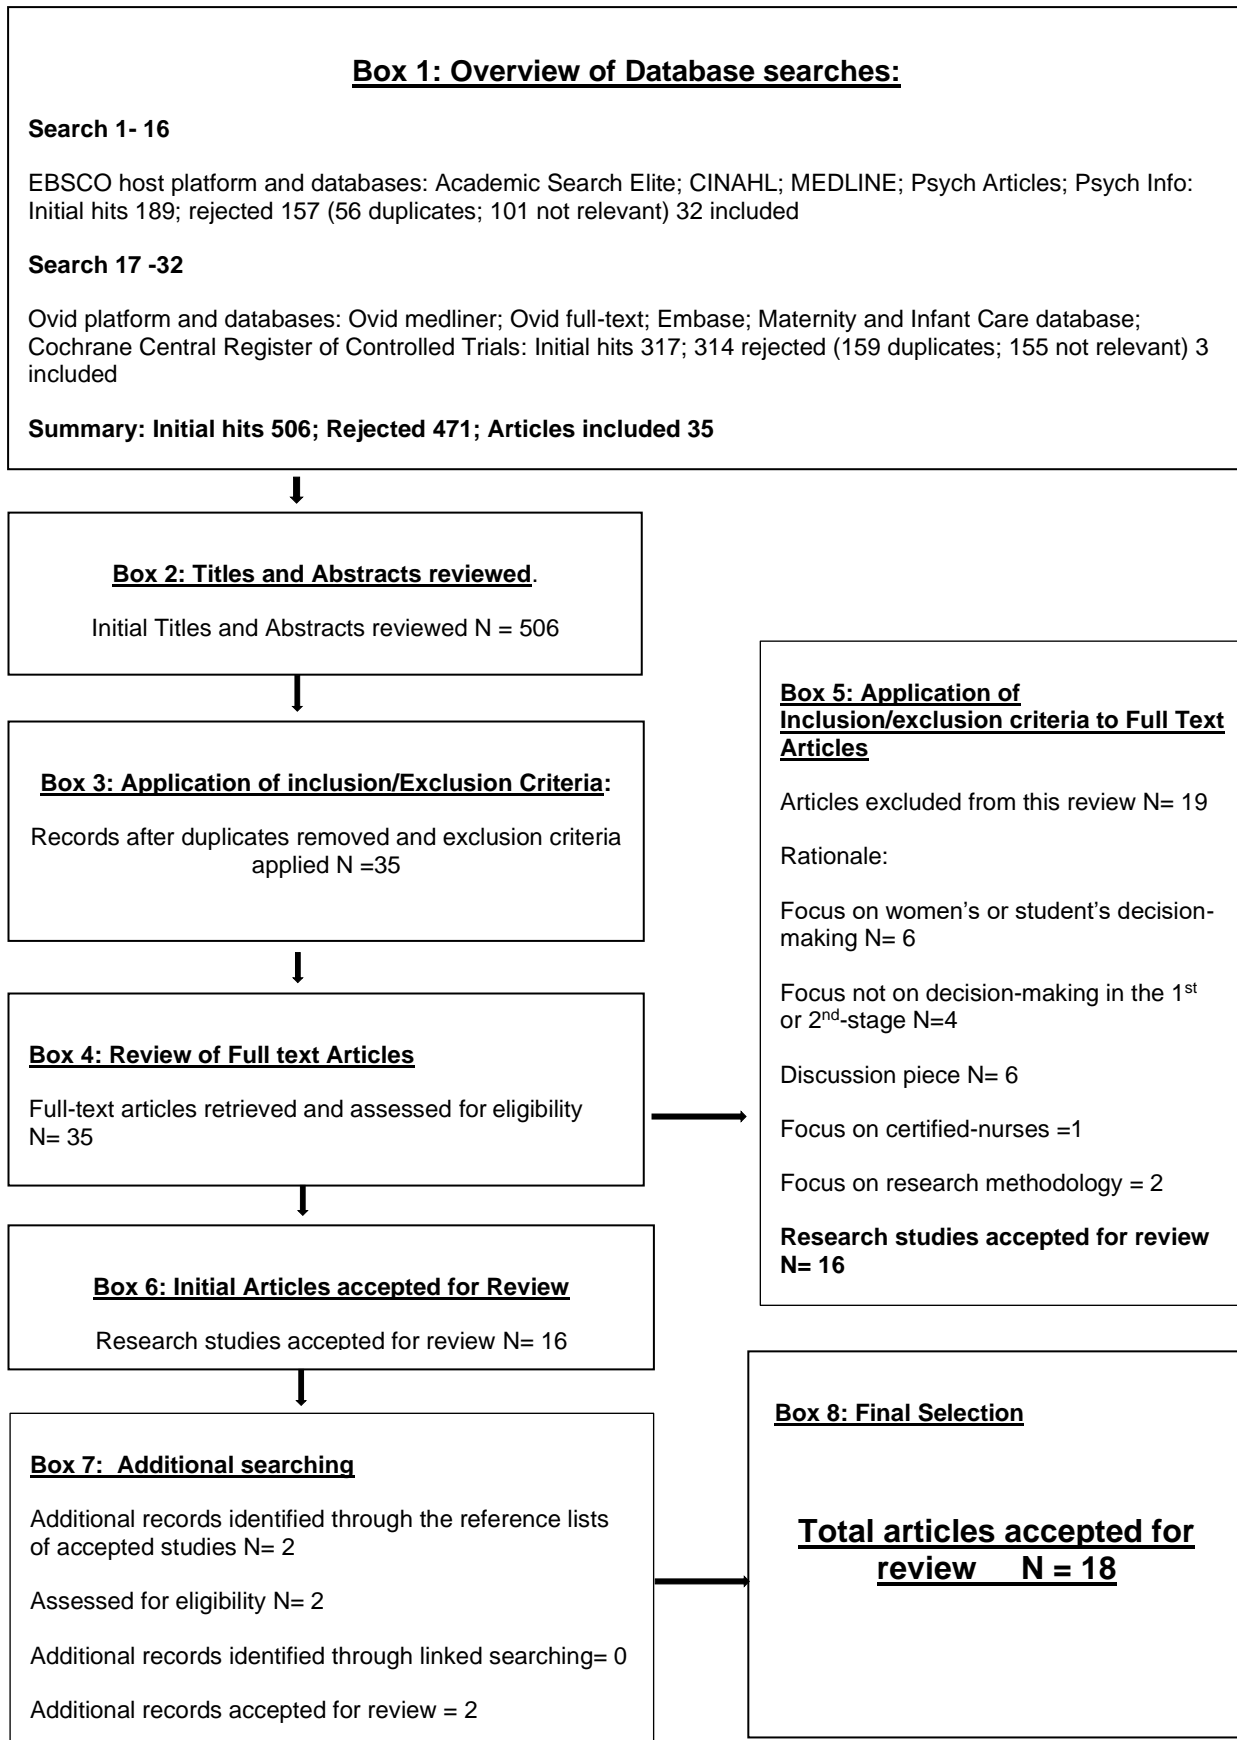 Box 1: Overview of Database searches:
Search 1- 16
EBSCO host platform and databases: Academic Search Elite; CINAHL; MEDLINE; Psych Articles; Psych Info:
Initial hits 189; rejected 157 (56 duplicates; 101 not relevant) 32 included
Search 17 -32
Ovid platform and databases: Ovid medliner; Ovid full-text; Embase; Maternity and Infant Care database;
Cochrane Central Register of Controlled Trials: Initial hits 317; 314 rejected (159 duplicates; 155 not relevant) 3
included
Summary: Initial hits 506; Rejected 471; Articles included 35
Box 2: Titles and Abstracts reviewed.
Initial Titles and Abstracts reviewed N = 506
Box 3: Application of inclusion/Exclusion Criteria:
Records after duplicates removed and exclusion criteria
applied N =35
Box 4: Review of Full text Articles
Full-text articles retrieved and assessed for eligibility
N= 35
Box 5: Application of
Inclusion/exclusion criteria to Full Text
Articles
Articles excluded from this review N= 19
Rationale:
Focus on women’s or student’s decision-
making N= 6
Focus not on decision-making in the 1st
or 2nd-stage N=4
Discussion piece N= 6
Focus on certified-nurses =1
Focus on research methodology = 2
Research studies accepted for review
N= 16
Box 6: Initial Articles accepted for Review
Research studies accepted for review N= 16
Box 7: Additional searching
Additional records identified through the reference lists
of accepted studies N= 2
Assessed for eligibility N= 2
Additional records identified through linked searching= 0
Additional records accepted for review = 2
Box 8: Final Selection
Total articles accepted for
review N = 18